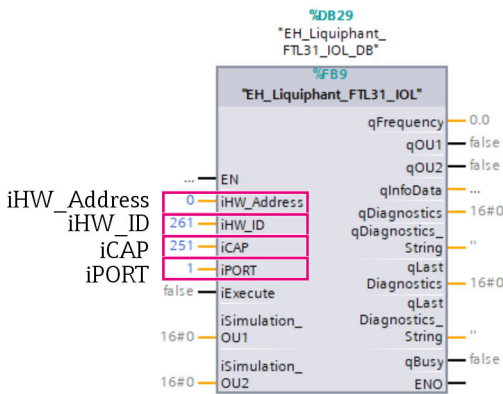 %DB29
"EH_Liquiphant_
FTL31_IOL_DB"
%FB9
"EH_Liquiphant_FTL31_IOL"
qFrequency 0.0
qOU1 false
qOU2 false
... EN
qInfoData ...
iHW_Address 0 iHW_Address
qDiagnostics 16#0
iHW_ID 261 iHW_ID
qDiagnostics_
String ''
iCAP 251 iCAP
iPORT 1 iPORT
qLast
Diagnostics 16#0
false iExecute
qLast
Diagnostics_
String ''
iSimulation_
16#0 OU1
qBusy false
iSimulation_
16#0 OU2
ENO